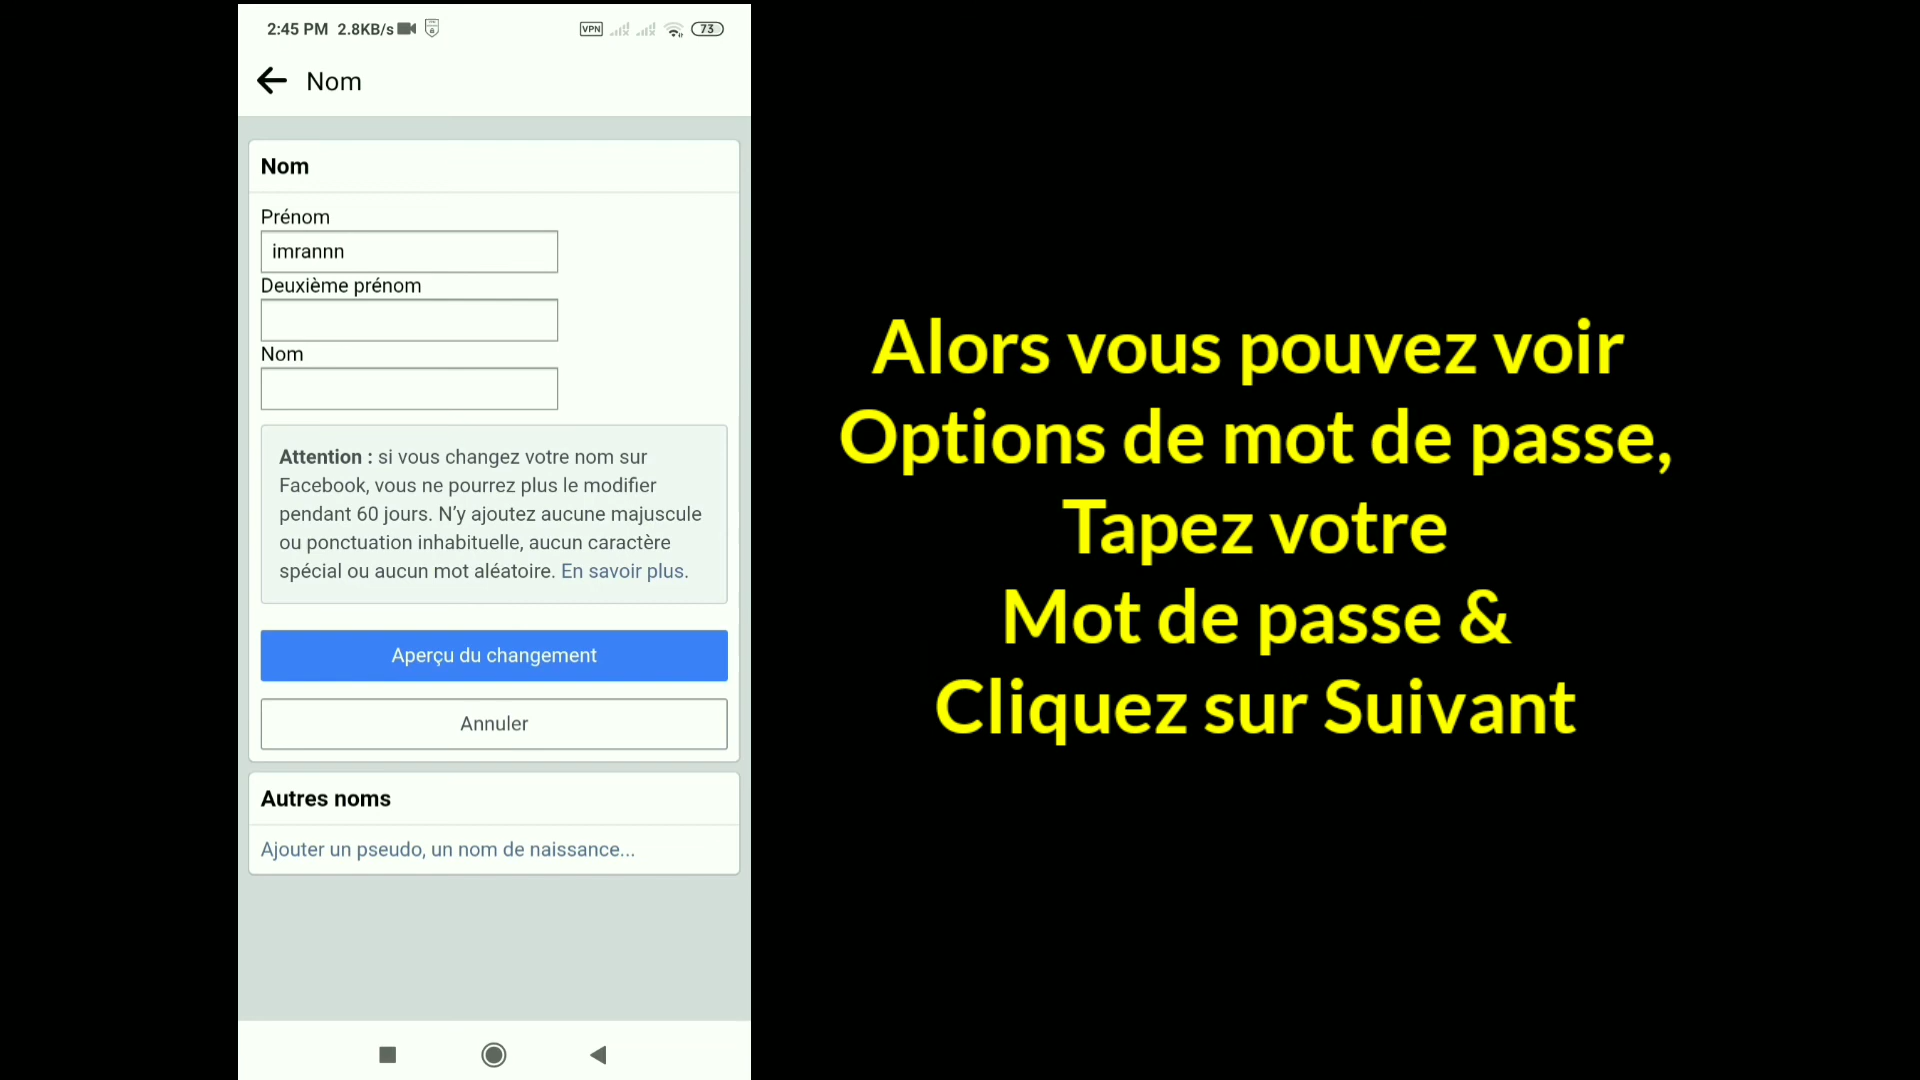 2:45 PM 2.8KB/s
VPN
73
Nom
Nom
Prénom
imrannn
Deuxième prénom
Nom
Attention : si vous changez votre nom sur
Facebook, vous ne pourrez plus le modifier
pendant 60 jours. N’y ajoutez aucune majuscule
ou ponctuation inhabituelle, aucun caractère
spécial ou aucun mot aléatoire. En savoir plus.
Aperçu du changement
Annuler
Autres noms
Ajouter un pseudo, un nom de naissance...
Alors vous pouvez voir
Options de mot de passe,
Tapez votre
Mot de passe &
Cliquez sur Suivant